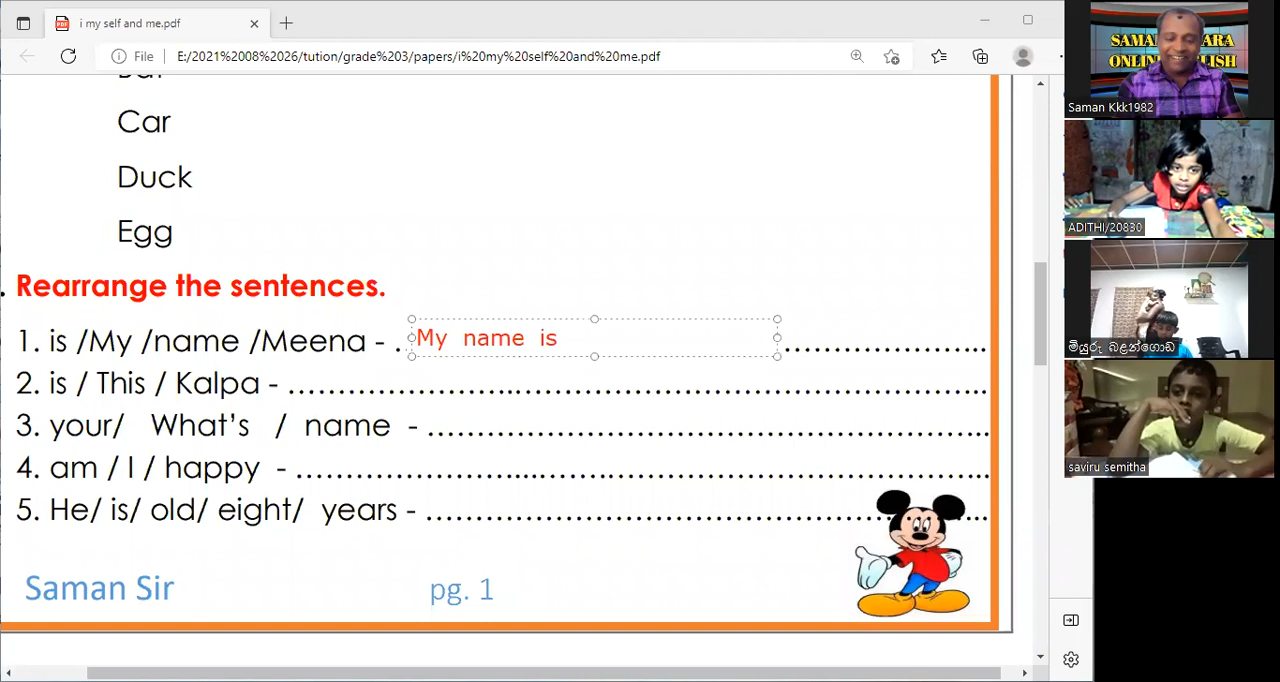 i my self and me.pdf
File E:/2021%2008%2026/tution/grade%203/papers/i%20my%20self%20and%20me.pdf
Car
Duck
Egg
. Rearrange the sentences.
1. is /My /name /Meena - . My name is ................................
2. is / This / Kalpa - ................................................................
3. your/ What's / name - ................................................................
4. am / I / happy - ................................................................
5. He/ is/ old/ eight/ years - ................................................................
Saman Sir pg. 1
Saman Kkk1982
ADITHI/20830
මියුරු බළන්ගොඩ
saviru semitha